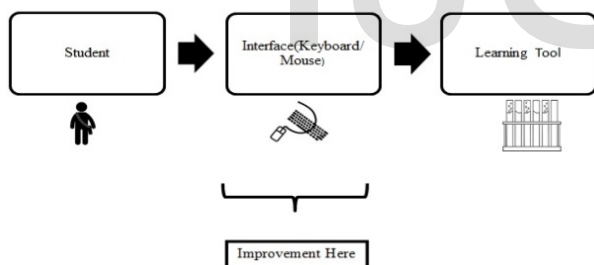 Student
Interface(Keyboard/
Mouse)
Learning Tool
Improvement Here